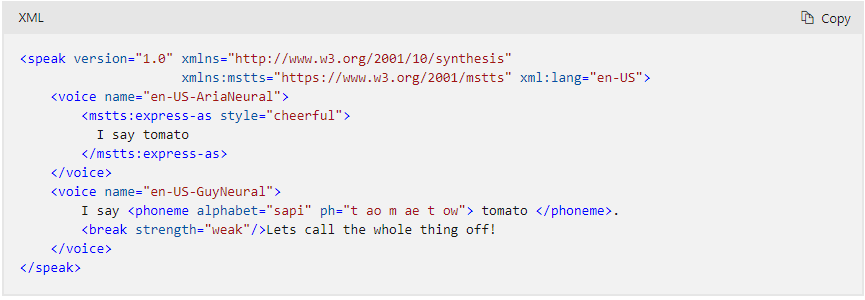 XML
Copy
<speak version="1.0" xmlns="http://www.w3.org/2001/10/synthesis"
xmlns:mstts="https://www.w3.org/2001/mstts" xml:lang="en-US">
<voice name="en-US-AriaNeural">
<mstts:express-as style="cheerful">
I say tomato
</mstts:express-as>
</voice>
<voice name="en-US-GuyNeural">
I say <phoneme alphabet="sapi" ph="t ao m ae t ow"> tomato </phoneme>.
<break strength="weak"/>Lets call the whole thing off!
</voice>
</speak>